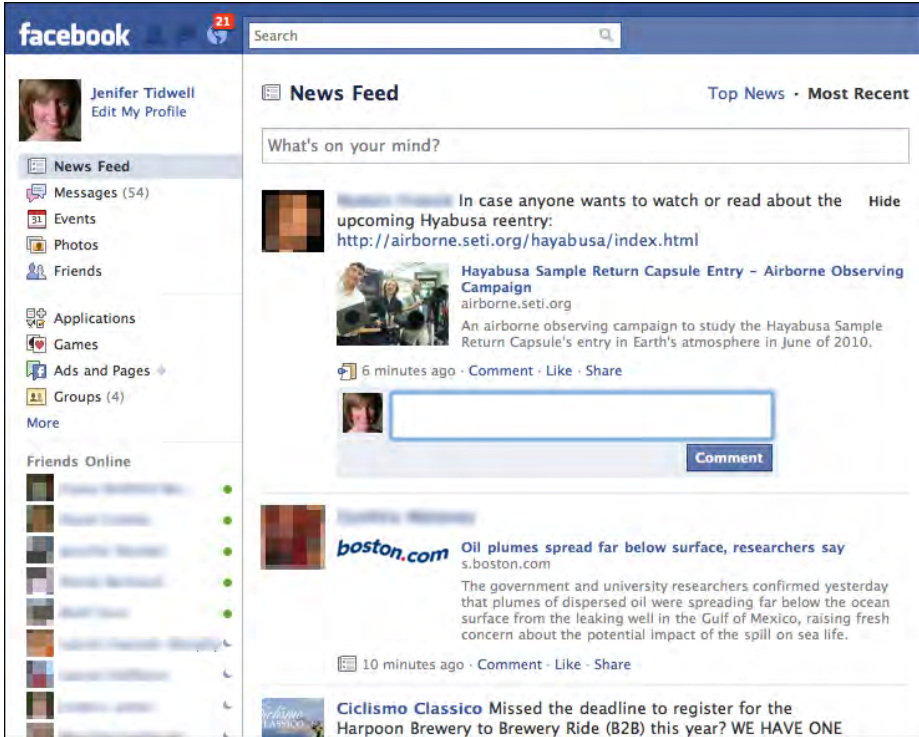 facebook
21
Search
Jenifer Tidwell
Edit My Profile
News Feed
Messages (54)
31
Events
Photos
Friends
Applications
Games
Ads and Pages
Groups (4)
More
Friends Online
News Feed
Top News · Most Recent
What's on your mind?
In case anyone wants to watch or read about the
Hide
upcoming Hyabusa reentry:
http://airborne.seti.org/hayabusa/index.html
Hayabusa Sample Return Capsule Entry – Airborne Observing
Campaign
airborne.seti.org
An airborne observing campaign to study the Hayabusa Sample
Return Capsule's entry in Earth's atmosphere in June of 2010.
6 minutes ago · Comment · Like · Share
Comment
boston.com
Oil plumes spread far below surface, researchers say
s.boston.com
The government and university researchers confirmed yesterday
that plumes of dispersed oil were spreading far below the ocean
surface from the leaking well in the Gulf of Mexico, raising fresh
concern about the potential impact of the spill on sea life.
10 minutes ago · Comment · Like · Share
Ciclismo Classico Missed the deadline to register for the
Harpoon Brewery to Brewery Ride (B2B) this year? WE HAVE ONE